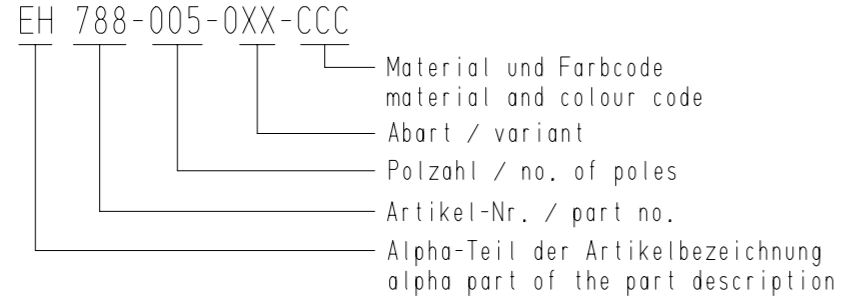 EH 788-005-0XX-CCC
Material und Farbcode
material and colour code
Abart / variant
Polzahl / no. of poles
Artikel-Nr. / part no.
Alpha-Teil der Artikelbezeichnung
alpha part of the part description